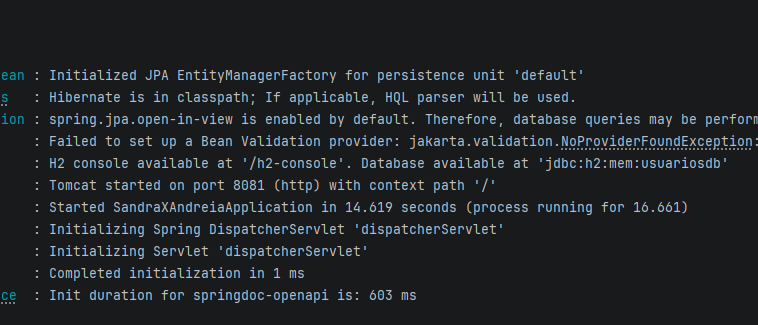 ean : Initialized JPA EntityManagerFactory for persistence unit 'default'
s : Hibernate is in classpath; If applicable, HQL parser will be used.
ion : spring.jpa.open-in-view is enabled by default. Therefore, database queries may be perform
: Failed to set up a Bean Validation provider: jakarta.validation.NoProviderFoundException:
: H2 console available at '/h2-console'. Database available at 'jdbc:h2:mem:usuariosdb'
: Tomcat started on port 8081 (http) with context path '/'
: Started SandraXAndreiaApplication in 14.619 seconds (process running for 16.661)
: Initializing Spring DispatcherServlet 'dispatcherServlet'
: Initializing Servlet 'dispatcherServlet'
: Completed initialization in 1 ms
ce : Init duration for springdoc-openapi is: 603 ms